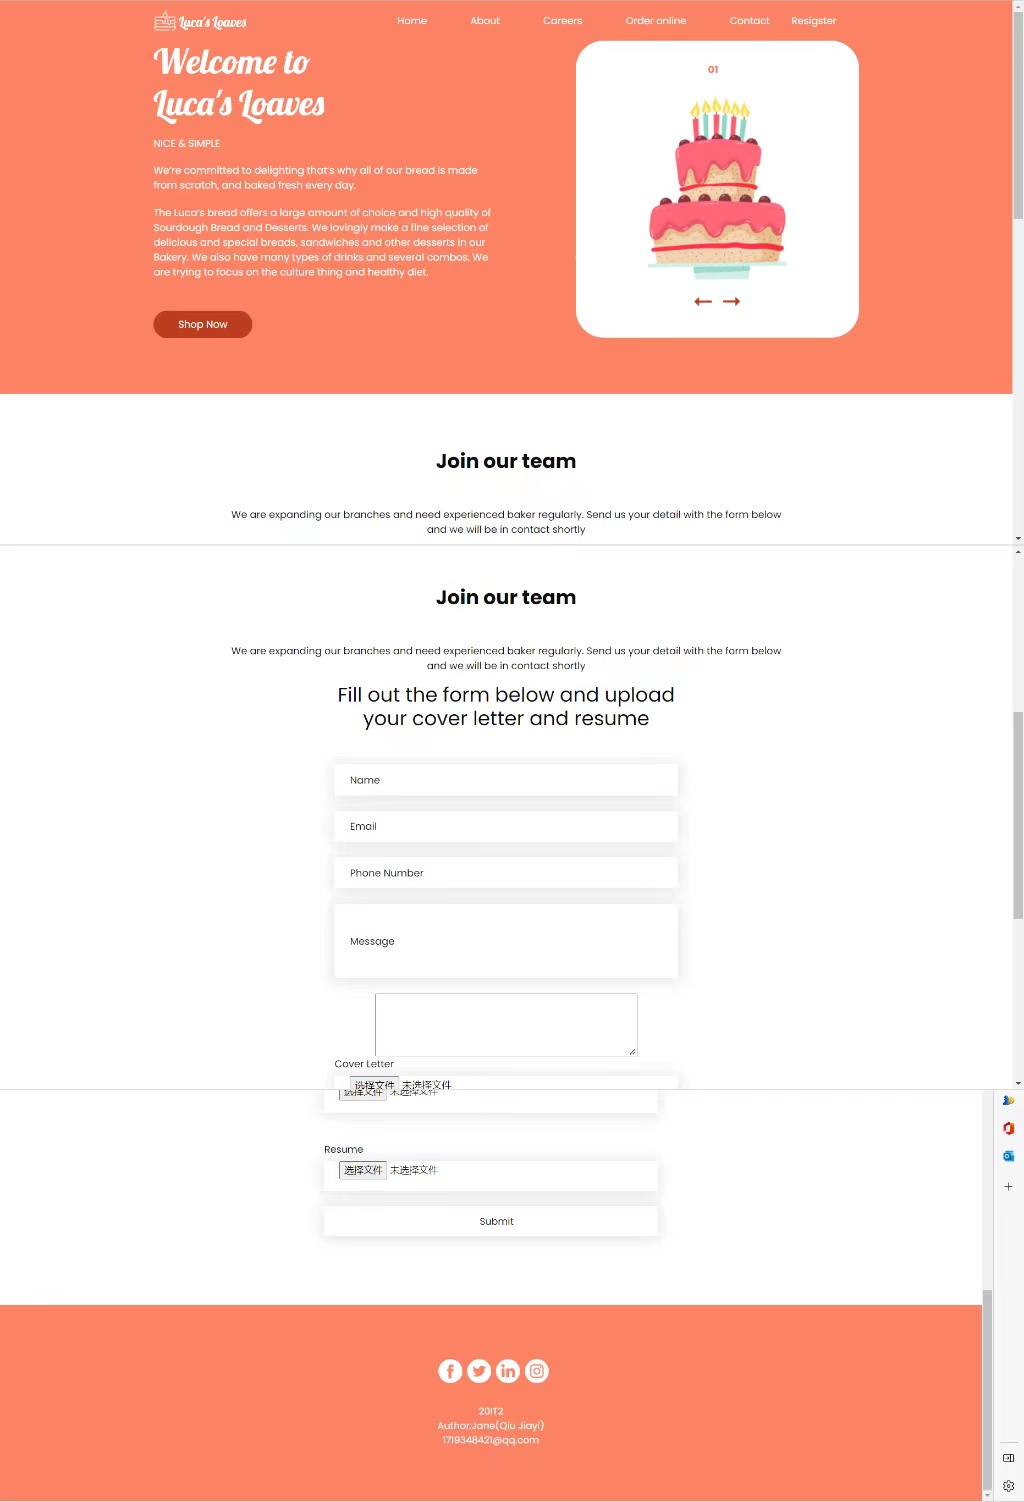 Luca's Loaves Home About Careers Order online Contact Resigster
Welcome to
Luca's Loaves
NICE & SIMPLE
We're committed to delighting that's why all of our bread is made
from scratch, and baked fresh every day.
The Luca's bread offers a large amount of choice and high quality of
Sourdough Bread and Desserts. We lovingly make a fine selection of
delicious and special breads, sandwiches and other desserts in our
Bakery. We also have many types of drinks and several combos. We
are trying to focus on the culture thing and healthy diet.
Shop Now
01
Join our team
We are expanding our branches and need experienced baker regularly. Send us your detail with the form below
and we will be in contact shortly
Join our team
We are expanding our branches and need experienced baker regularly. Send us your detail with the form below
and we will be in contact shortly
Fill out the form below and upload
your cover letter and resume
Name
Email
Phone Number
Message
Cover Letter
选择文件 未选择文件
选择文件 未选择文件
Resume
选择文件 未选择文件
Submit
20IT2
Author:Jane(Qiu Jiayi)
1719348421@qq.com